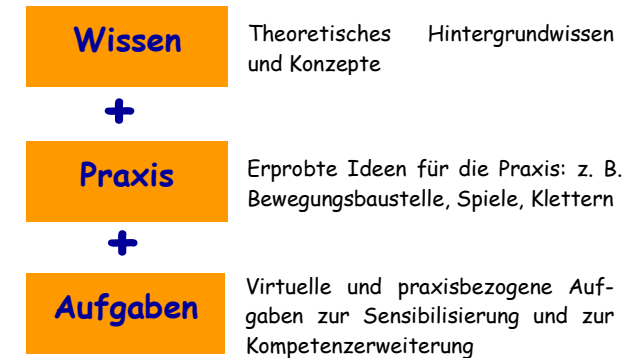 Wissen
Theoretisches Hintergrundwissen
und Konzepte
+
Praxis
Erprobte Ideen für die Praxis: z. B.
Bewegungsbaustelle, Spiele, Klettern
+
Aufgaben
Virtuelle und praxisbezogene Auf-
gaben zur Sensibilisierung und zur
Kompetenzerweiterung